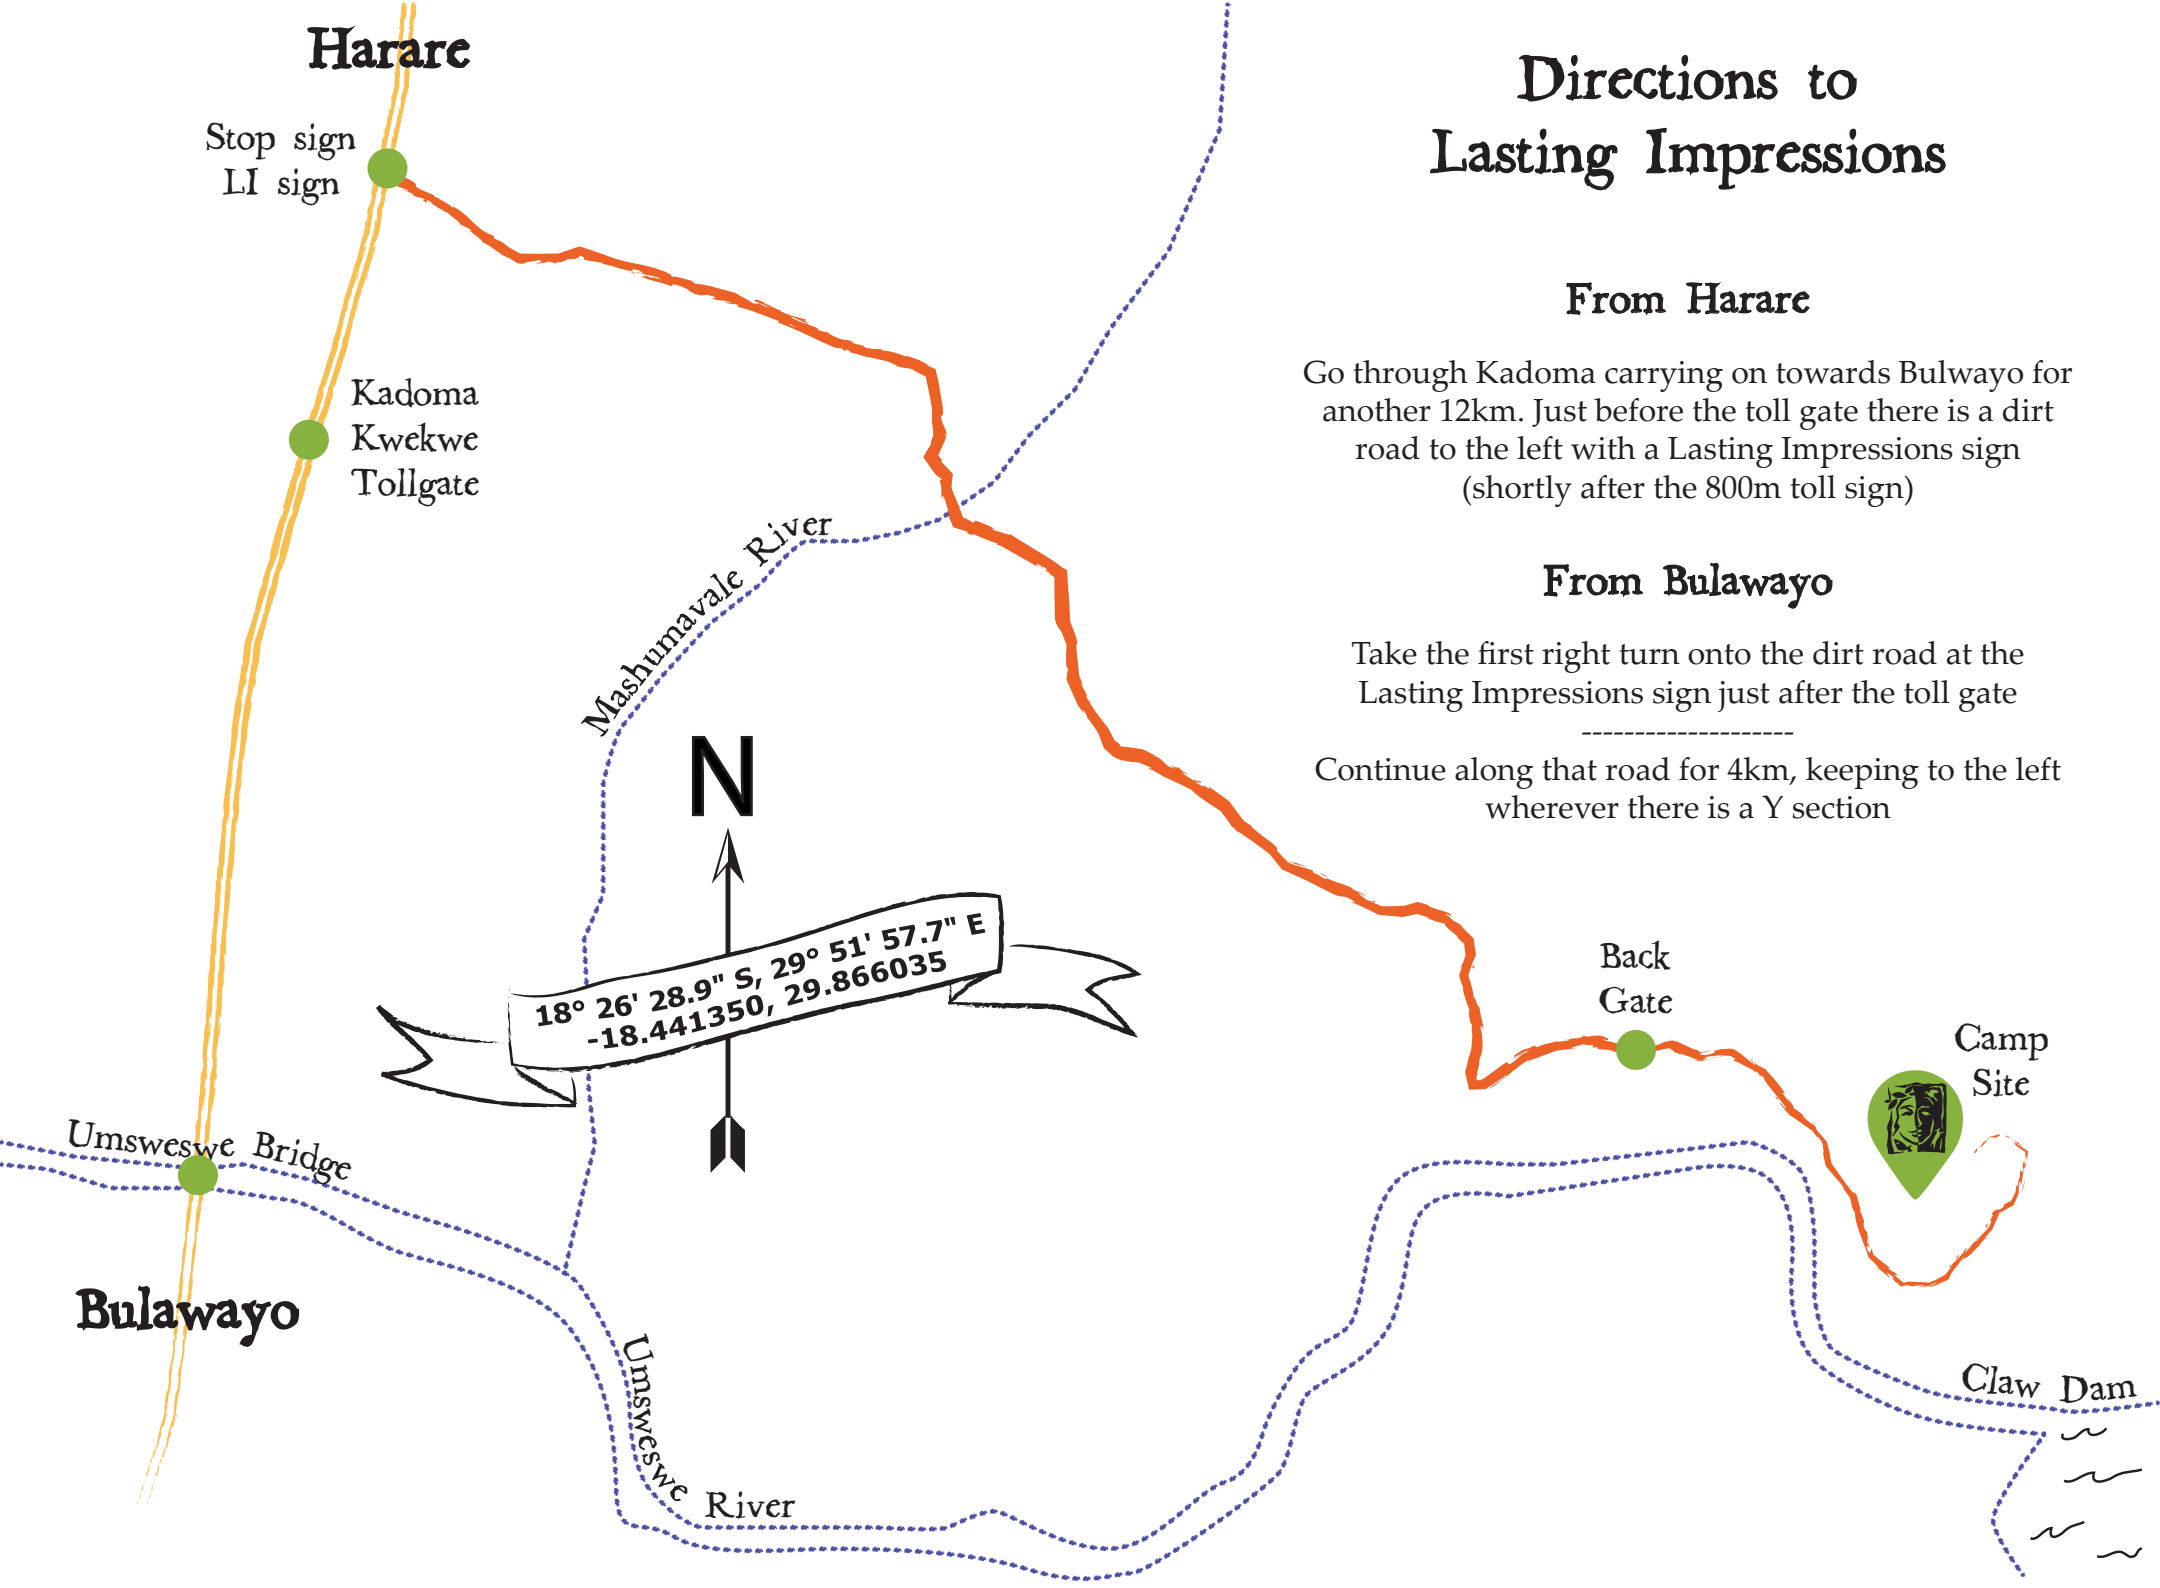 Harare
Stop sign
LI sign
Kadoma
Kwekwe
Tollgate
Mashumavale River
N
18° 26' 28.9" S, 29° 51' 57.7" E
-18.441350, 29.866035
Umsweswe Bridge
Bulawayo
Umsweswe River
Directions to
Lasting Impressions
From Harare
Go through Kadoma carrying on towards Bulwayo for
another 12km. Just before the toll gate there is a dirt
road to the left with a Lasting Impressions sign
(shortly after the 800m toll sign)
From Bulawayo
Take the first right turn onto the dirt road at the
Lasting Impressions sign just after the toll gate
--------------------
Continue along that road for 4km, keeping to the left
wherever there is a Y section
Back
Gate
Camp
Site
Claw Dam